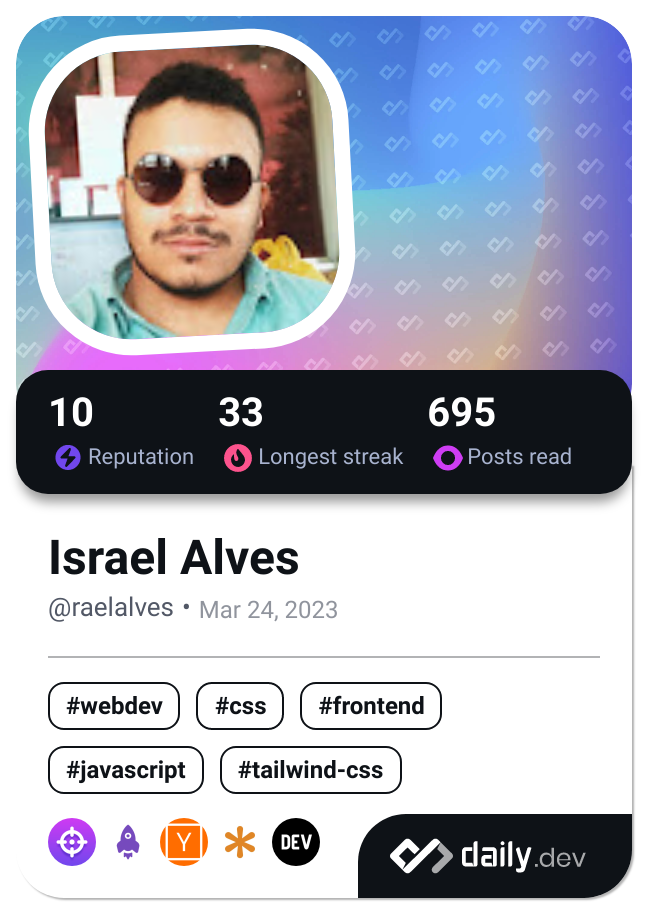 10 33 695
Reputation Longest streak Posts read
Israel Alves
@raelalves • Mar 24, 2023
#webdev #css #frontend
#javascript #tailwind-css
Y DEV
daily.dev